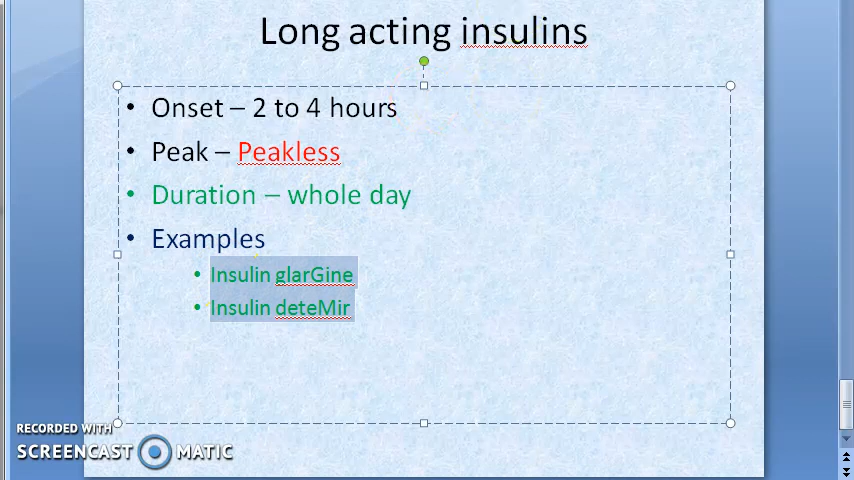 Long acting insulins
• Onset – 2 to 4 hours
• Peak – Peakless
• Duration – whole day
• Examples
• Insulin glarGine
• Insulin deteMir
RECORDED WITH
SCREENCAST MATIC